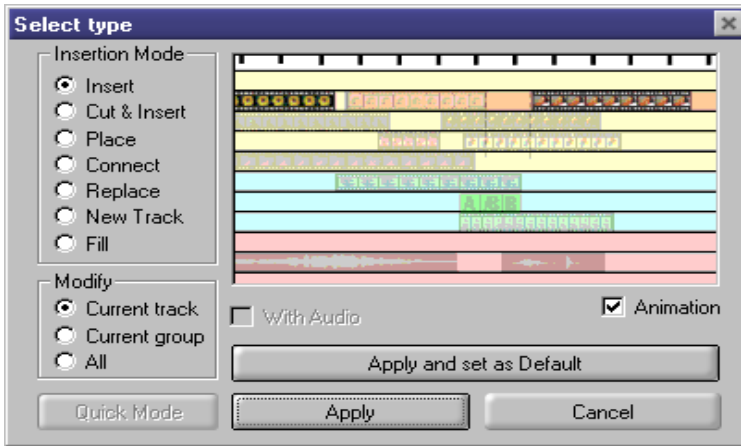 Select type
Insertion Mode
Insert
Cut & Insert
Place
Connect
Replace
New Track
Fill
A
B
Modify
Current track
Current group
All
With Audio
Animation
Apply and set as Default
Quick Mode
Apply
Cancel